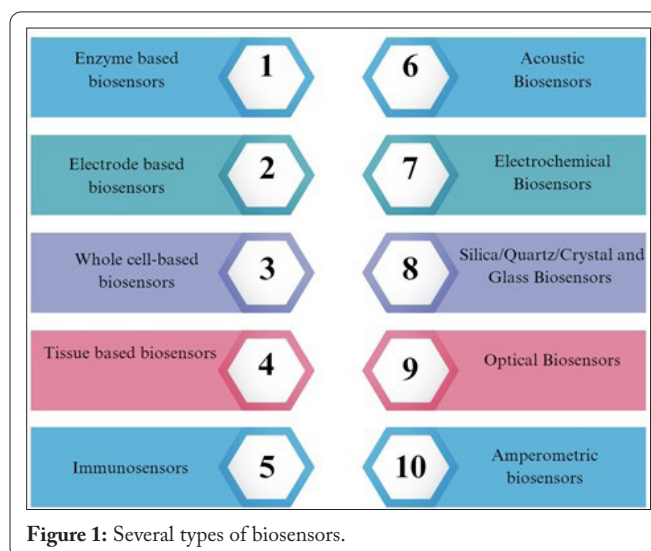 Enzyme based
biosensors
1
Electrode based
biosensors
2
Whole cell-based
biosensors
3
Tissue based biosensors
4
Immunosensors
5
6
Acoustic
Biosensors
7
Electrochemical
Biosensors
8
Silica/Quartz/Crystal and
Glass Biosensors
9
Optical Biosensors
10
Amperometric
biosensors
Figure 1: Several types of biosensors.